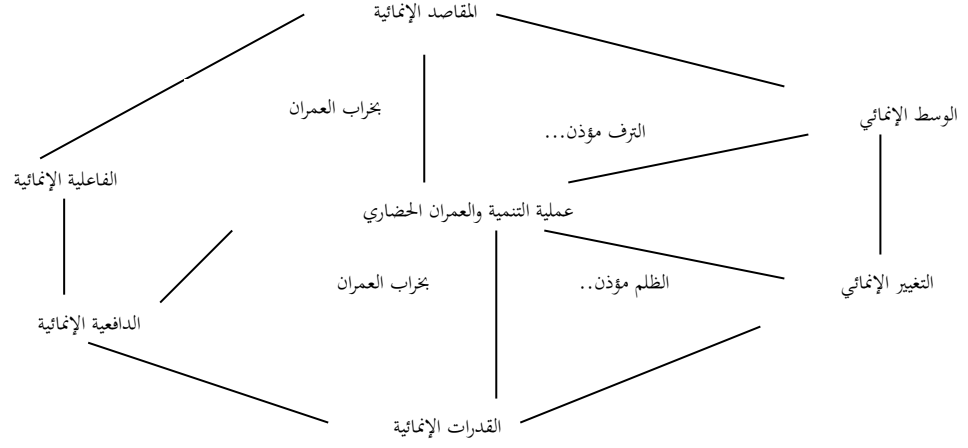 المقاصد الإنمائية
الوسط الإنمائي
بخراب العمران
الترف مؤذن...
الفاعلية الإنمائية
عملية التنمية والعمران الحضاري
التغيير الإنمائي
الظلم مؤذن..
بخراب العمران
الدافعية الإنمائية
القدرات الإنمائية